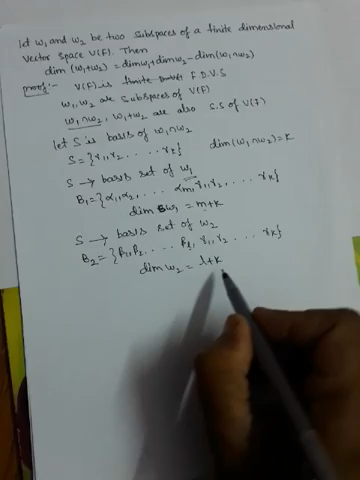 let W₁ and W₂ be two subspaces of a finite dimensional
Vector space V(F). Then
dim (W₁+W₂) = dim W₁ + dim W₂ - dim (W₁∩W₂)
proof:- V(F) is F.D.V.S
W₁, W₂ are subspaces of V(F)
W₁∩W₂, W₁+W₂ are also S.S of V(F)
let S is basis of W₁∩W₂
S = {γ₁, γ₂, ..... γₖ} dim (W₁∩W₂) = K
S → basis set of W₁
B₁ = {α₁, α₂, ..... αm, γ₁, γ₂, ..... γₖ}
dim W₁ = m+K
S → basis set of W₂
B₂ = {β₁, β₂, ..... βₗ, γ₁, γ₂ ..... γₖ}
dim W₂ = l+K